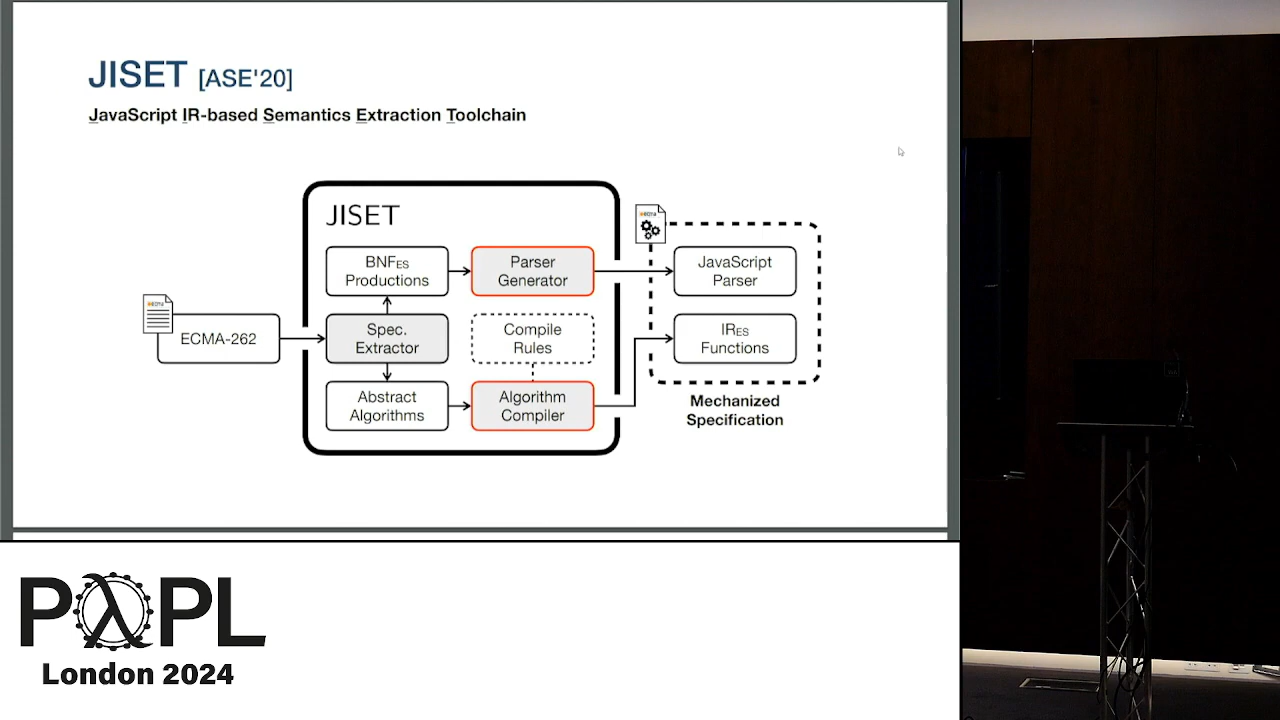 JISET [ASE'20]
JavaScript IR-based Semantics Extraction Toolchain
JISET
BNFES
Productions
Parser
Generator
JavaScript
Parser
ECMA-262
Spec.
Extractor
Compile
Rules
IRES
Functions
Abstract
Algorithms
Algorithm
Compiler
Mechanized
Specification
PλPL
London 2024